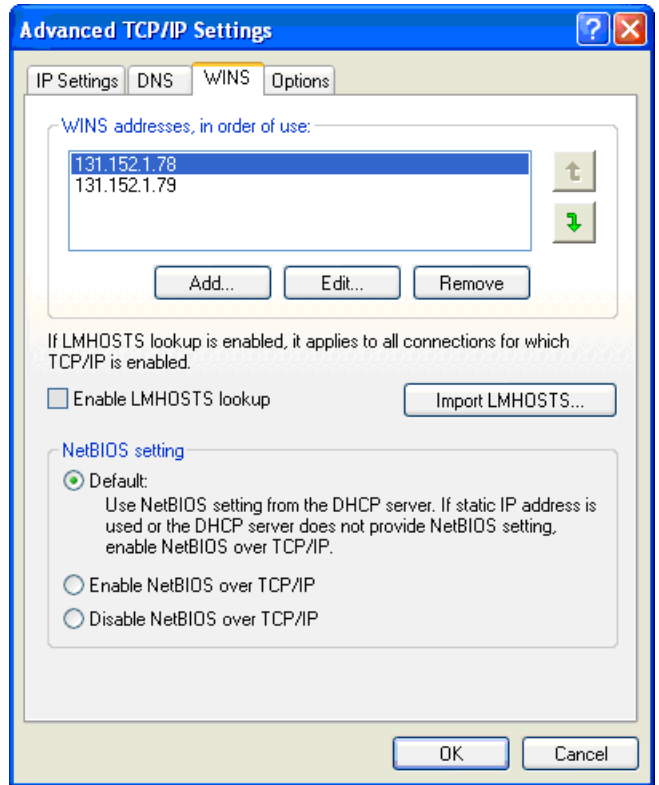 Advanced TCP/IP Settings
IP Settings DNS WINS Options
WINS addresses, in order of use:
131.152.1.78
131.152.1.79
Add... Edit... Remove
If LMHOSTS lookup is enabled, it applies to all connections for which
TCP/IP is enabled.
Enable LMHOSTS lookup Import LMHOSTS...
NetBIOS setting
Default:
Use NetBIOS setting from the DHCP server. If static IP address is
used or the DHCP server does not provide NetBIOS setting,
enable NetBIOS over TCP/IP.
Enable NetBIOS over TCP/IP
Disable NetBIOS over TCP/IP
OK Cancel